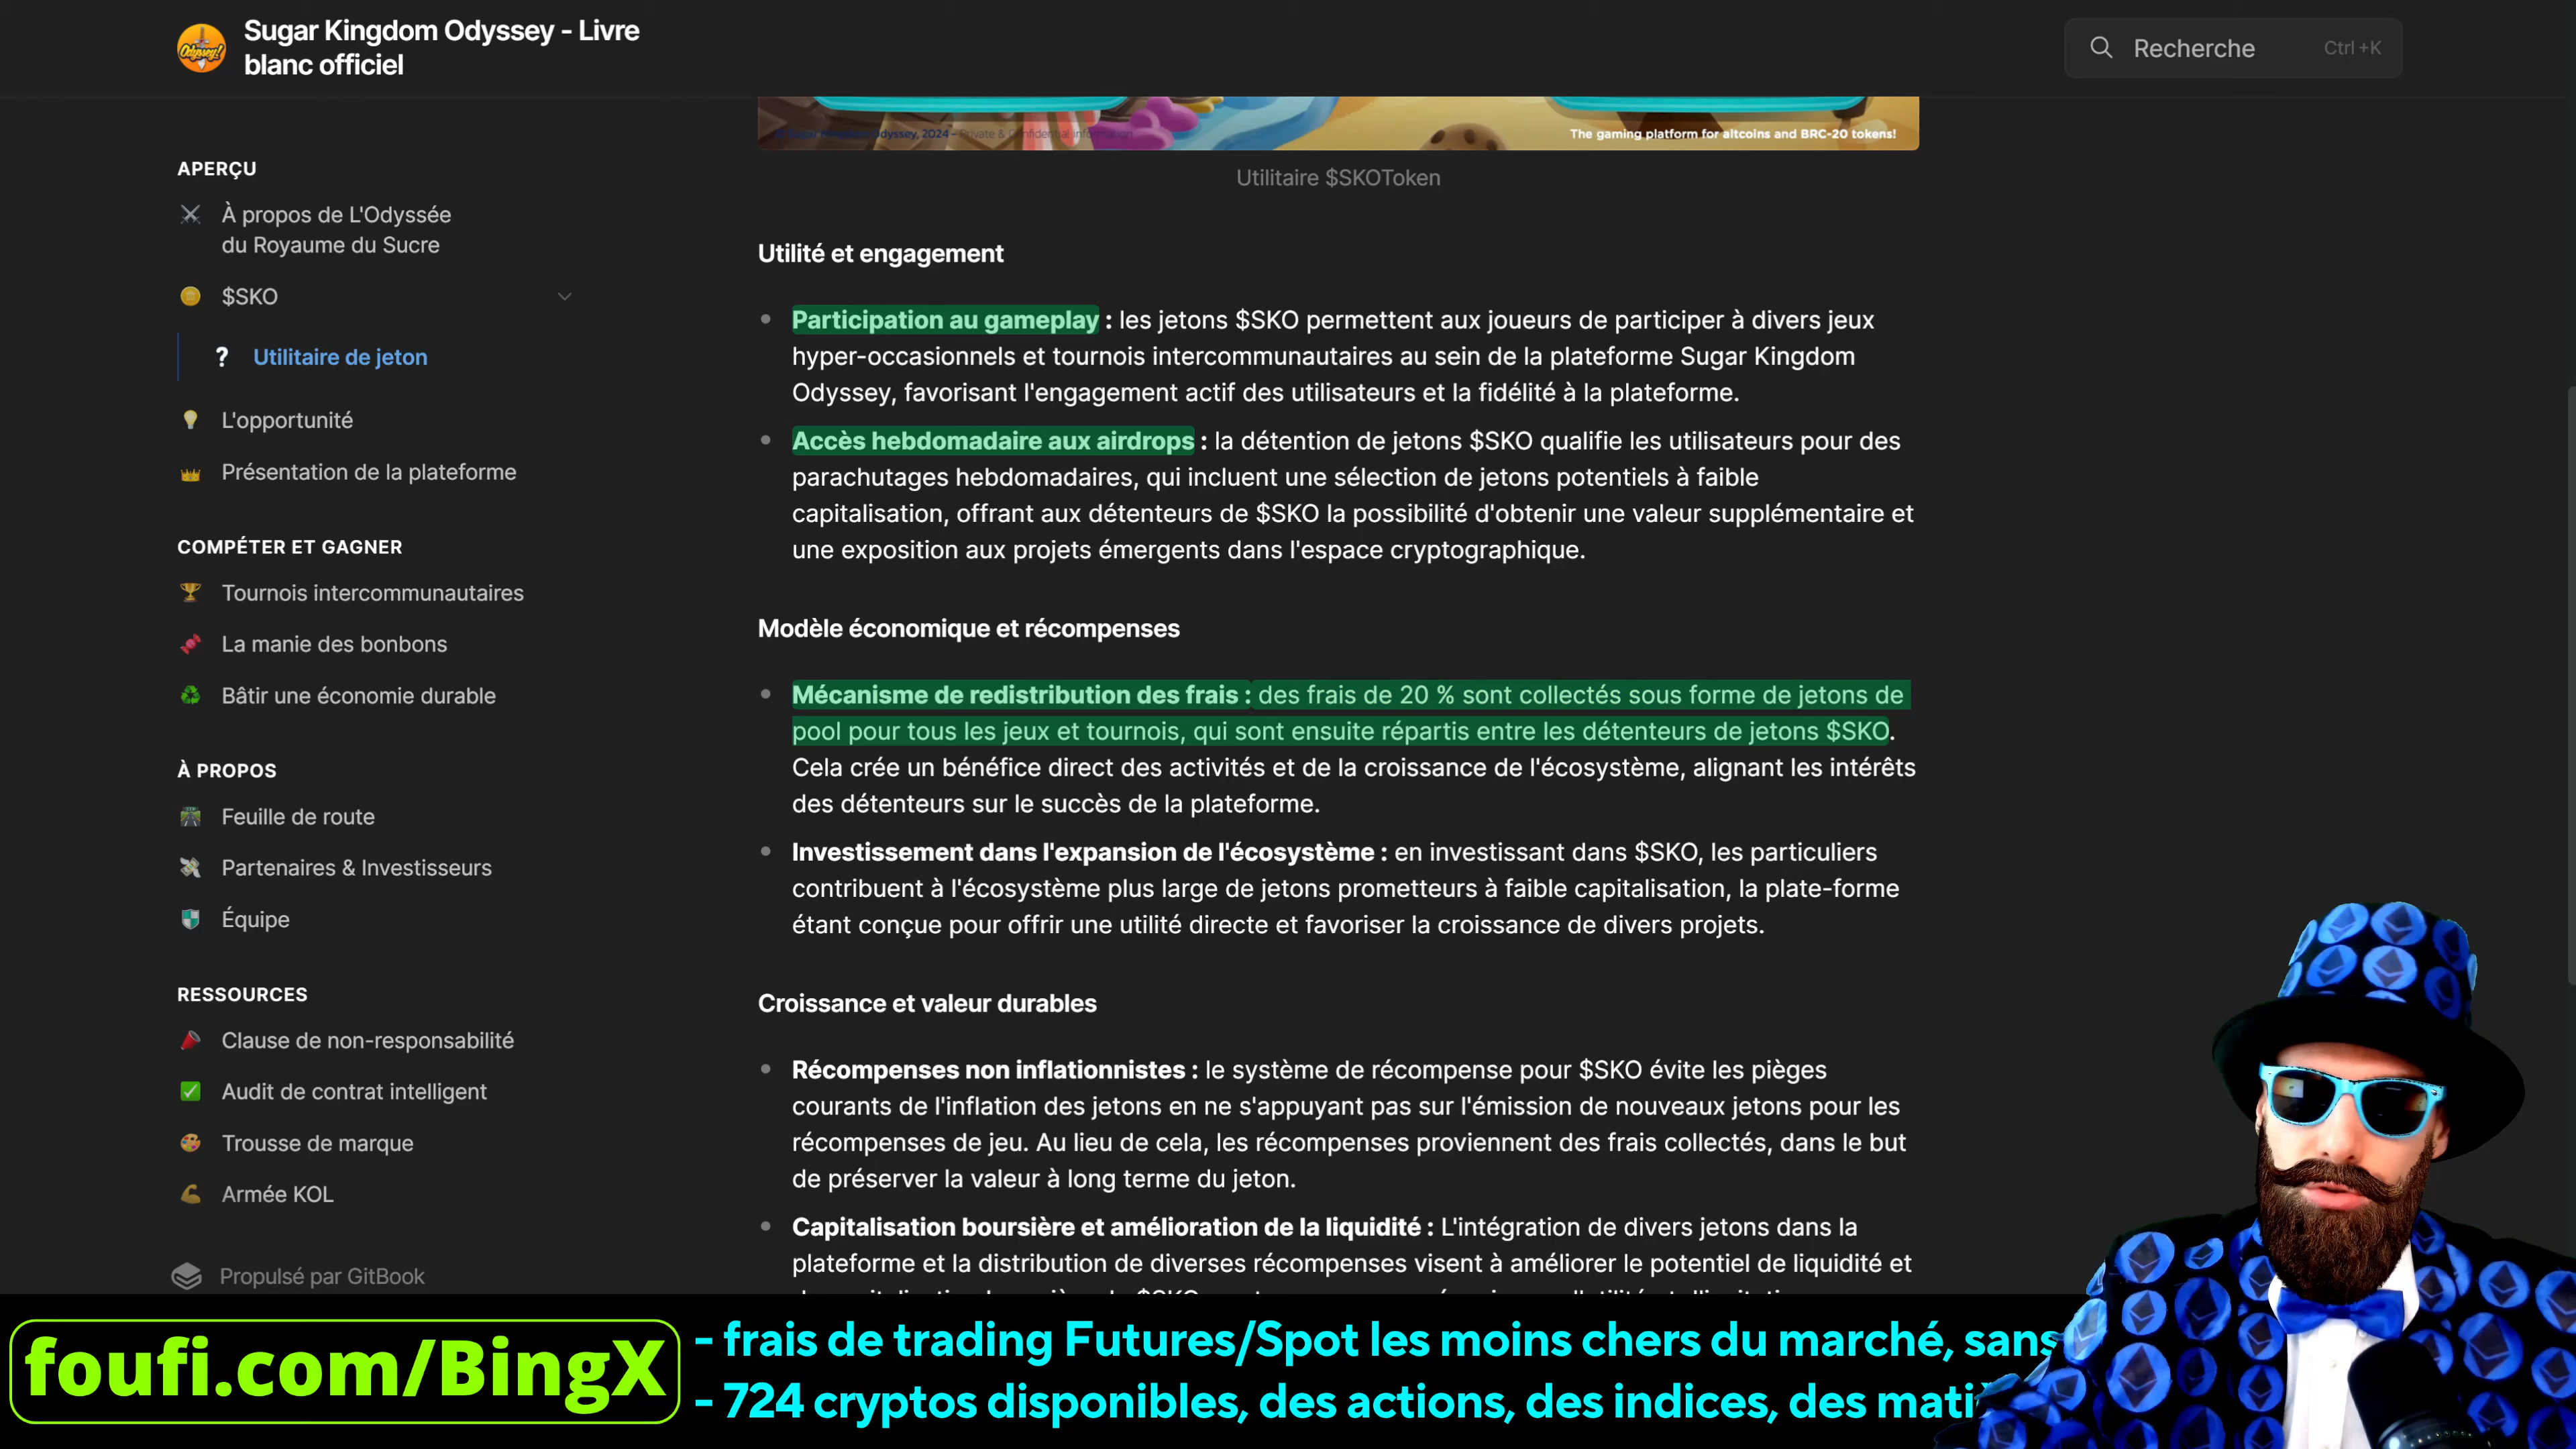 Sugar Kingdom Odyssey - Livre
blanc officiel
Recherche
Ctrl+K
Odyssey!
© Sugar Kingdom Odyssey, 2024 - Private & Confidential information
The gaming platform for altcoins and BRC-20 tokens!
Utilitaire $SKOToken
APERÇU
À propos de L'Odyssée
du Royaume du Sucre
$SKO
? Utilitaire de jeton
L'opportunité
Présentation de la plateforme
COMPÉTER ET GAGNER
Tournois intercommunautaires
La manie des bonbons
Bâtir une économie durable
À PROPOS
Feuille de route
Partenaires & Investisseurs
Équipe
RESSOURCES
Clause de non-responsabilité
Audit de contrat intelligent
Trousse de marque
Armée KOL
Propulsé par GitBook
Utilité et engagement
Participation au gameplay : les jetons $SKO permettent aux joueurs de participer à divers jeux
hyper-occasionnels et tournois intercommunautaires au sein de la plateforme Sugar Kingdom
Odyssey, favorisant l'engagement actif des utilisateurs et la fidélité à la plateforme.
Accès hebdomadaire aux airdrops : la détention de jetons $SKO qualifie les utilisateurs pour des
parachutages hebdomadaires, qui incluent une sélection de jetons potentiels à faible
capitalisation, offrant aux détenteurs de $SKO la possibilité d'obtenir une valeur supplémentaire et
une exposition aux projets émergents dans l'espace cryptographique.
Modèle économique et récompenses
Mécanisme de redistribution des frais : des frais de 20 % sont collectés sous forme de jetons de
pool pour tous les jeux et tournois, qui sont ensuite répartis entre les détenteurs de jetons $SKO.
Cela crée un bénéfice direct des activités et de la croissance de l'écosystème, alignant les intérêts
des détenteurs sur le succès de la plateforme.
Investissement dans l'expansion de l'écosystème : en investissant dans $SKO, les particuliers
contribuent à l'écosystème plus large de jetons prometteurs à faible capitalisation, la plate-forme
étant conçue pour offrir une utilité directe et favoriser la croissance de divers projets.
Croissance et valeur durables
Récompenses non inflationnistes : le système de récompense pour $SKO évite les pièges
courants de l'inflation des jetons en ne s'appuyant pas sur l'émission de nouveaux jetons pour les
récompenses de jeu. Au lieu de cela, les récompenses proviennent des frais collectés, dans le but
de préserver la valeur à long terme du jeton.
Capitalisation boursière et amélioration de la liquidité : L'intégration de divers jetons dans la
plateforme et la distribution de diverses récompenses visent à améliorer le potentiel de liquidité et
foufi.com/BingX
- frais de trading Futures/Spot les moins chers du marché, sans
- 724 cryptos disponibles, des actions, des indices, des mati